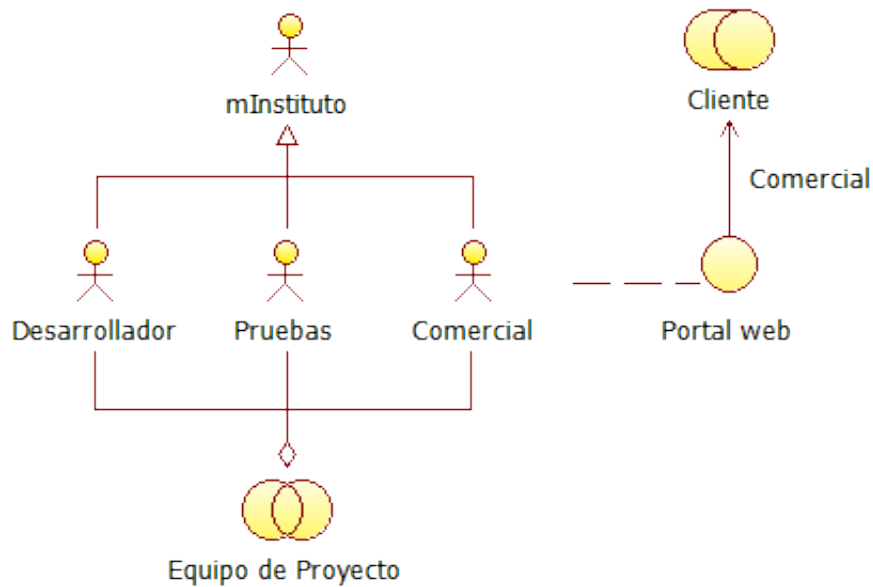 mInstituto
Cliente
Comercial
Desarrollador
Pruebas
Comercial
Portal web
Equipo de Proyecto